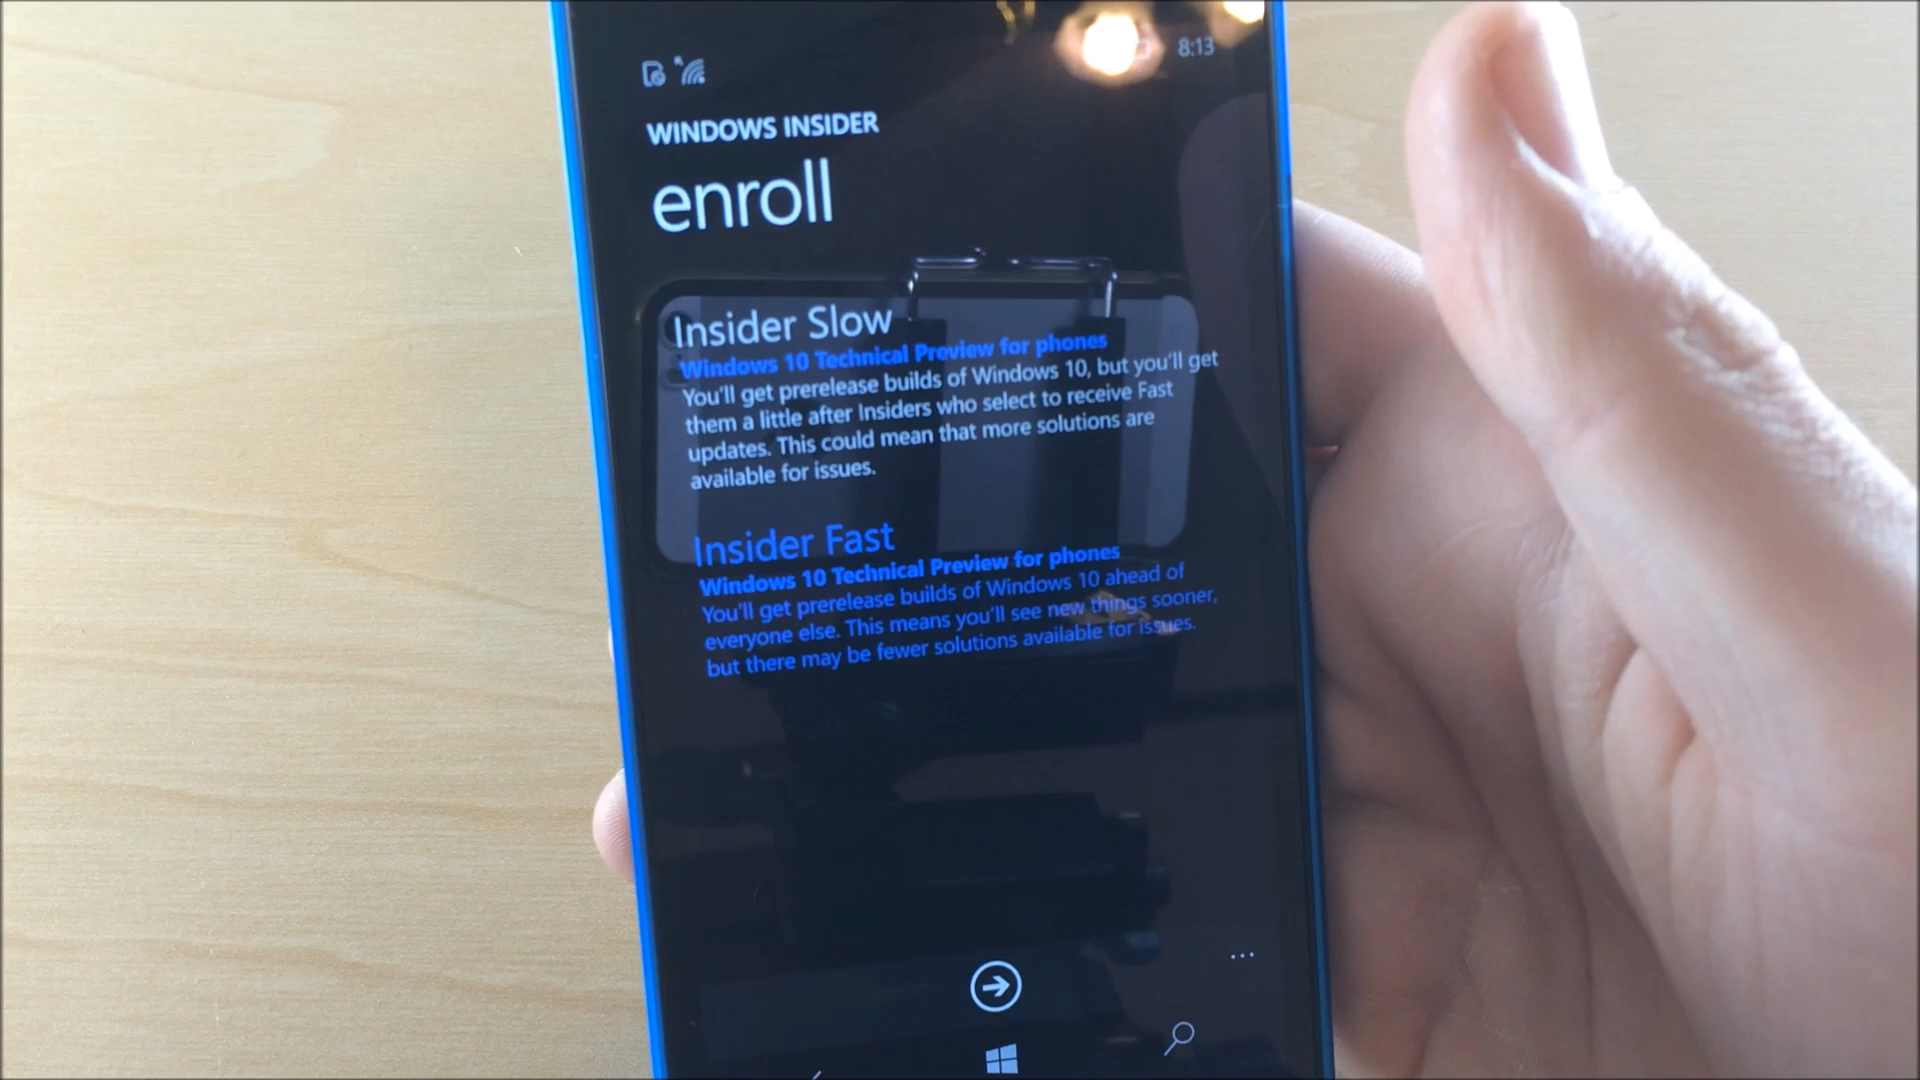 8:13
WINDOWS INSIDER
enroll
Insider Slow
Windows 10 Technical Preview for phones
You'll get prerelease builds of Windows 10, but you'll get
them a little after Insiders who select to receive Fast
updates. This could mean that more solutions are
available for issues.
Insider Fast
Windows 10 Technical Preview for phones
You'll get prerelease builds of Windows 10 ahead of
everyone else. This means you'll see new things sooner,
but there may be fewer solutions available for issues.